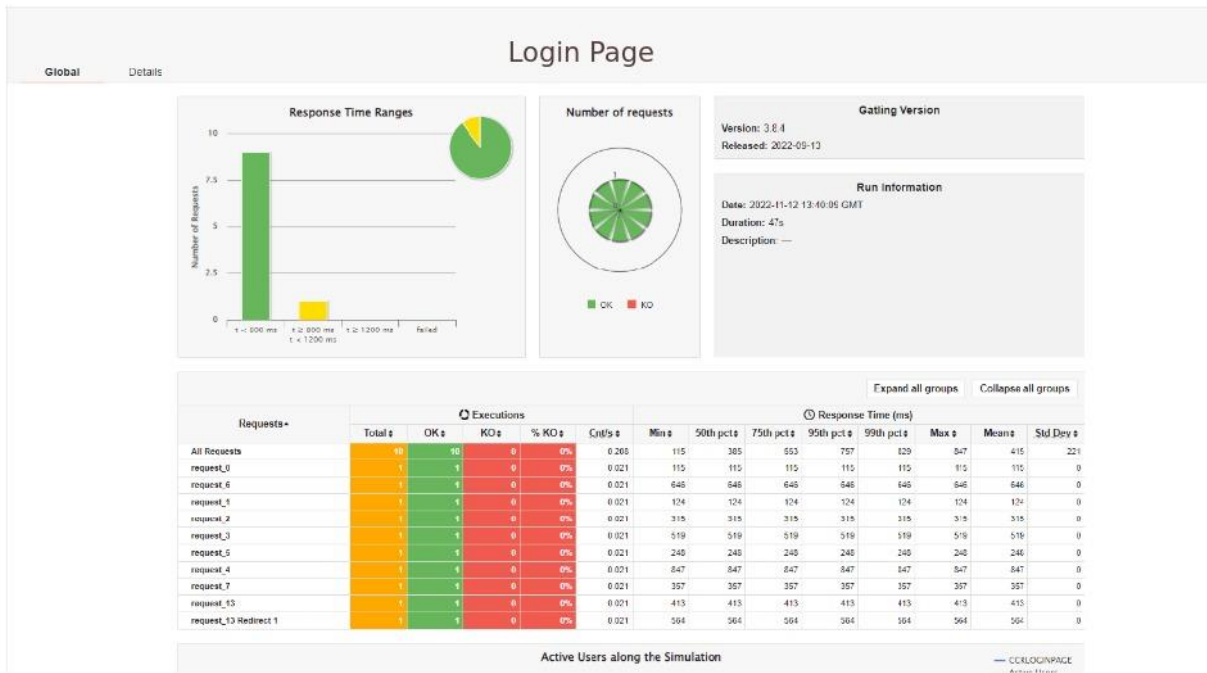 Login Page
Global Details
Response Time Ranges
10
7.5
5
2.5
0
Number of Requests
t < 800 ms
t ≥ 800 ms
t < 1200 ms
t ≥ 1200 ms
failed
Number of requests
1
0
OK KO
Gatling Version
Version: 3.8.4
Released: 2022-09-13
Run Information
Date: 2022-11-12 13:40:09 GMT
Duration: 47s
Description: —
Expand all groups Collapse all groups
Requests Executions Response Time (ms)
Total OK KO % KO Cnt/s Min 50th pct 75th pct 95th pct 99th pct Max Mean Std Dev
All Requests 10 10 0 0% 0.208 115 385 553 757 829 847 415 221
request_0 1 1 0 0% 0.021 115 115 115 115 115 115 115 0
request_6 1 1 0 0% 0.021 646 646 646 646 646 646 646 0
request_1 1 1 0 0% 0.021 124 124 124 124 124 124 124 0
request_2 1 1 0 0% 0.021 315 315 315 315 315 315 315 0
request_3 1 1 0 0% 0.021 519 519 519 519 519 519 519 0
request_5 1 1 0 0% 0.021 248 248 248 248 248 248 248 0
request_4 1 1 0 0% 0.021 847 847 847 847 847 847 847 0
request_7 1 1 0 0% 0.021 357 357 357 357 357 357 357 0
request_13 1 1 0 0% 0.021 413 413 413 413 413 413 413 0
request_13 Redirect 1 1 1 0 0% 0.021 564 564 564 564 564 564 564 0
Active Users along the Simulation
CCRLOGINPAGE
Active Users